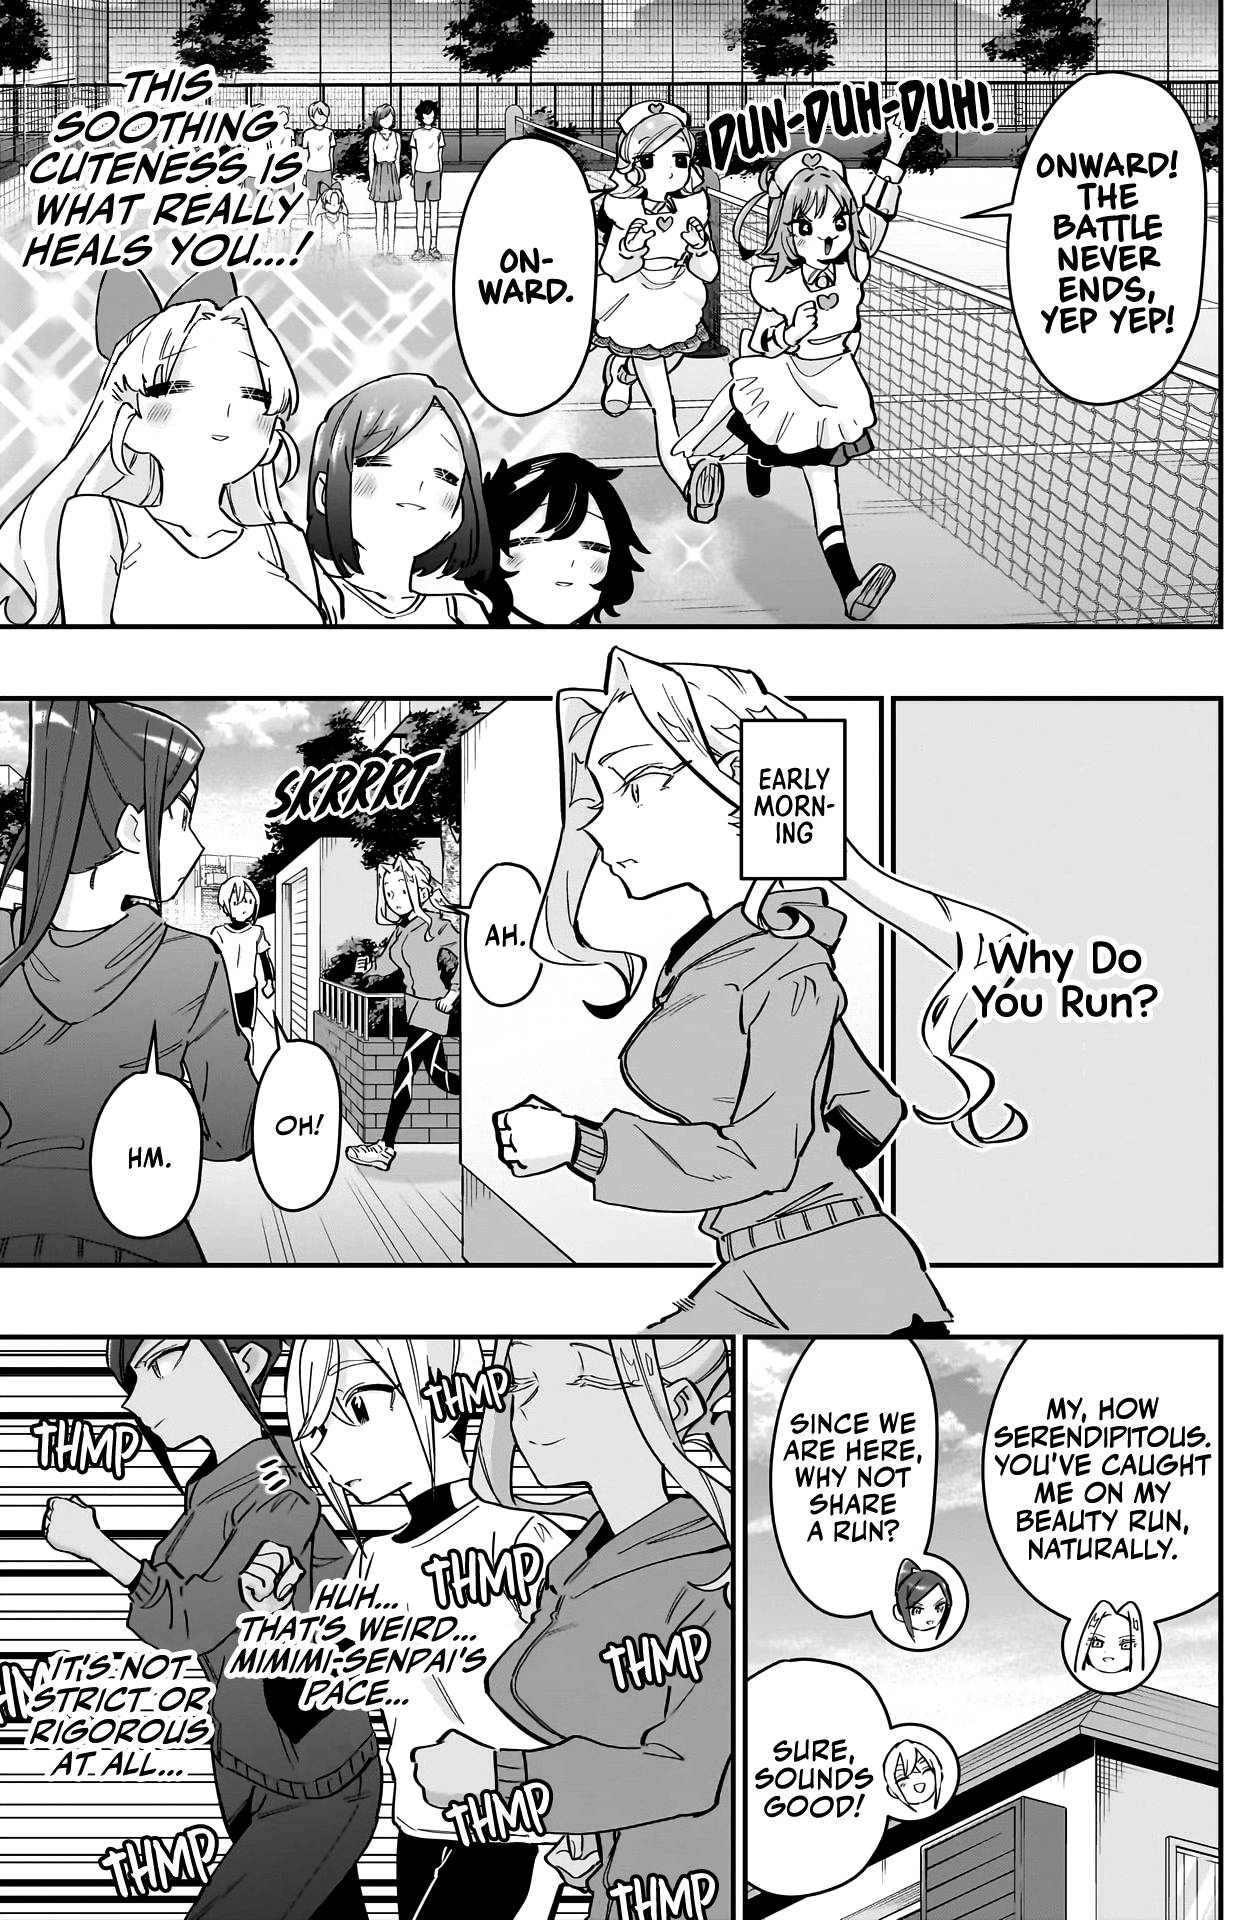 ONWARD!
THE
BATTLE
NEVER
ENDS,
YEP YEP!
DUN-DUH-DUH!
ON-
WARD.
THIS
SOOTHING
CUTENESS IS
WHAT REALLY
HEALS YOU...!
Why Do
You Run?
EARLY
MORN-
ING
AH.
SKRRRT
OH!
HM.
MY, HOW
SERENDIPITOUS.
YOU'VE CAUGHT
ME ON MY
BEAUTY RUN,
NATURALLY.
SINCE WE
ARE HERE,
WHY NOT
SHARE
A RUN?
SURE,
SOUNDS
GOOD!
THMP
THMP
THMP
THMP
THMP
THMP
THMP
HUH...
THAT'S WEIRD...
MIMIMI-SENPAI'S
PACE...
IT'S NOT
STRICT OR
RIGOROUS
AT ALL...